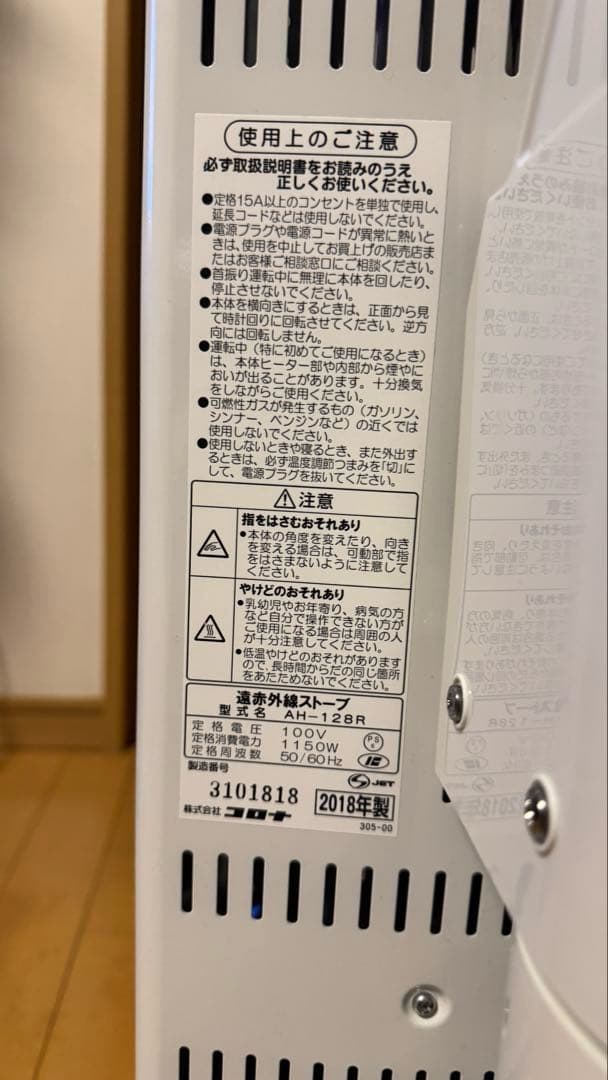 使用上のご注意
必ず取扱説明書をお読みのうえ
正しくお使いください。
●定格15A以上のコンセントを単独で使用し、
延長コードなどは使用しないでください。
●電源プラグや電源コードが異常に熱いと
きは、使用を中止してお買上げの販売店ま
たはお客様ご相談窓口にご相談ください。
●首振り運転中に無理に本体を回したり、
停止させないでください。
●本体を横向きにするときは、正面から見
て時計回りに回転させてください。逆方
向には回転しません。
●運転中（特に初めてご使用になるとき）
は、本体ヒーター部や内部から煙やに
おいが出ることがあります。十分換気
をしながらご使用ください。
●可燃性ガスが発生するもの（ガソリン、
シンナー、ベンジンなど）の近くでは
使用しないでください。
●使用しないときや寝るとき、また外出す
るときは、必ず温度調節つまみを「切」に
して、電源プラグを抜いてください。
⚠注意
指をはさむおそれあり
●本体の角度を変えたり、向き
を変える場合は、可動部で指
をはさまないように注意して
ください。
やけどのおそれあり
●乳幼児やお年寄り、病気の方
など自分で操作できない方が
ご使用になる場合は周囲の人
が十分注意してください。
●低温やけどのおそれがあります
ので、長時間からだの同じ箇所
をあたためないでください。
遠赤外線ストーブ
型式名 AH-128R
定格電圧 100V
定格消費電力 1150W
定格周波数 50/60Hz
PSE
JET
製造番号
3101818
2018年製
株式会社 コロナ
305-00